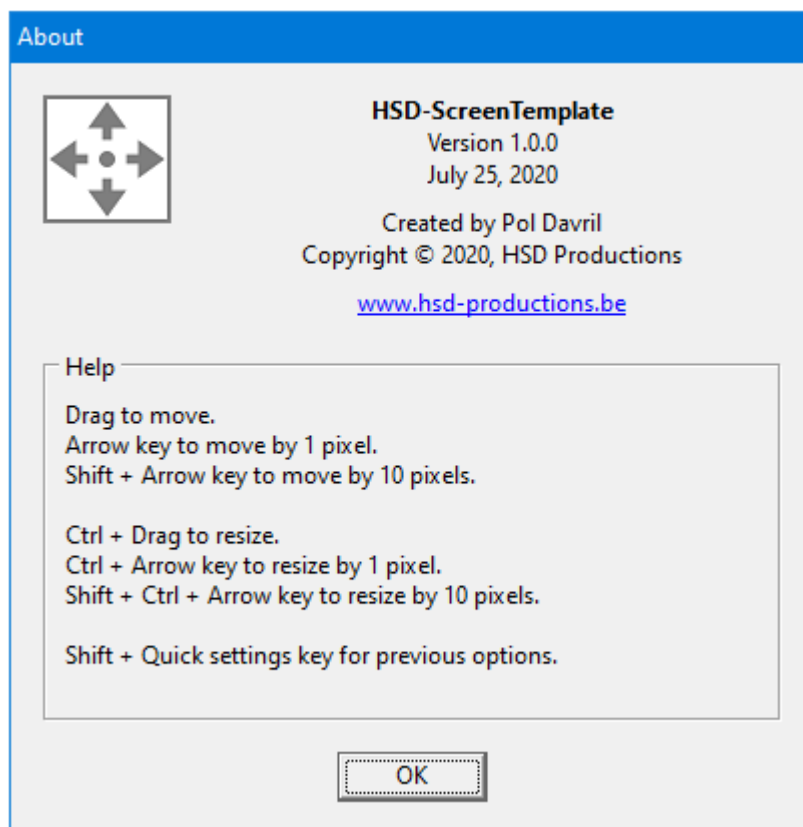 About
HSD-ScreenTemplate
Version 1.0.0
July 25, 2020
Created by Pol Davril
Copyright © 2020, HSD Productions
www.hsd-productions.be
Help
Drag to move.
Arrow key to move by 1 pixel.
Shift + Arrow key to move by 10 pixels.
Ctrl + Drag to resize.
Ctrl + Arrow key to resize by 1 pixel.
Shift + Ctrl + Arrow key to resize by 10 pixels.
Shift + Quick settings key for previous options.
OK